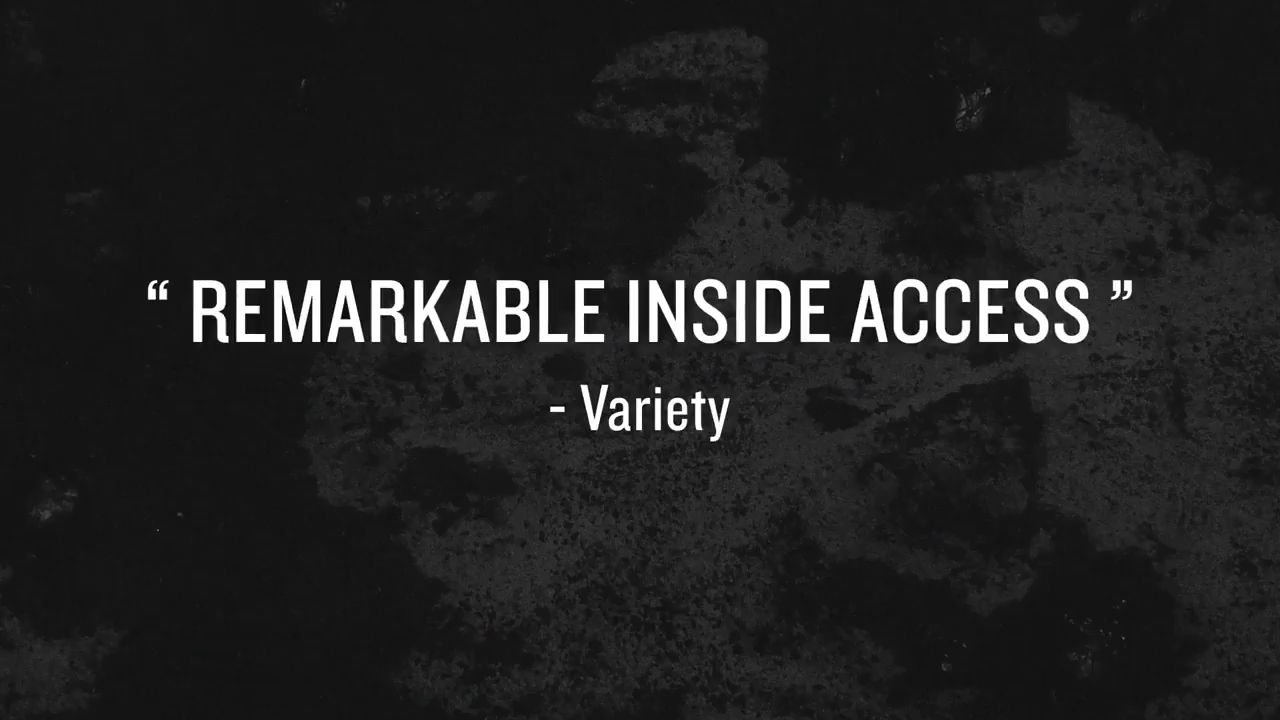 “ REMARKABLE INSIDE ACCESS ”
- Variety